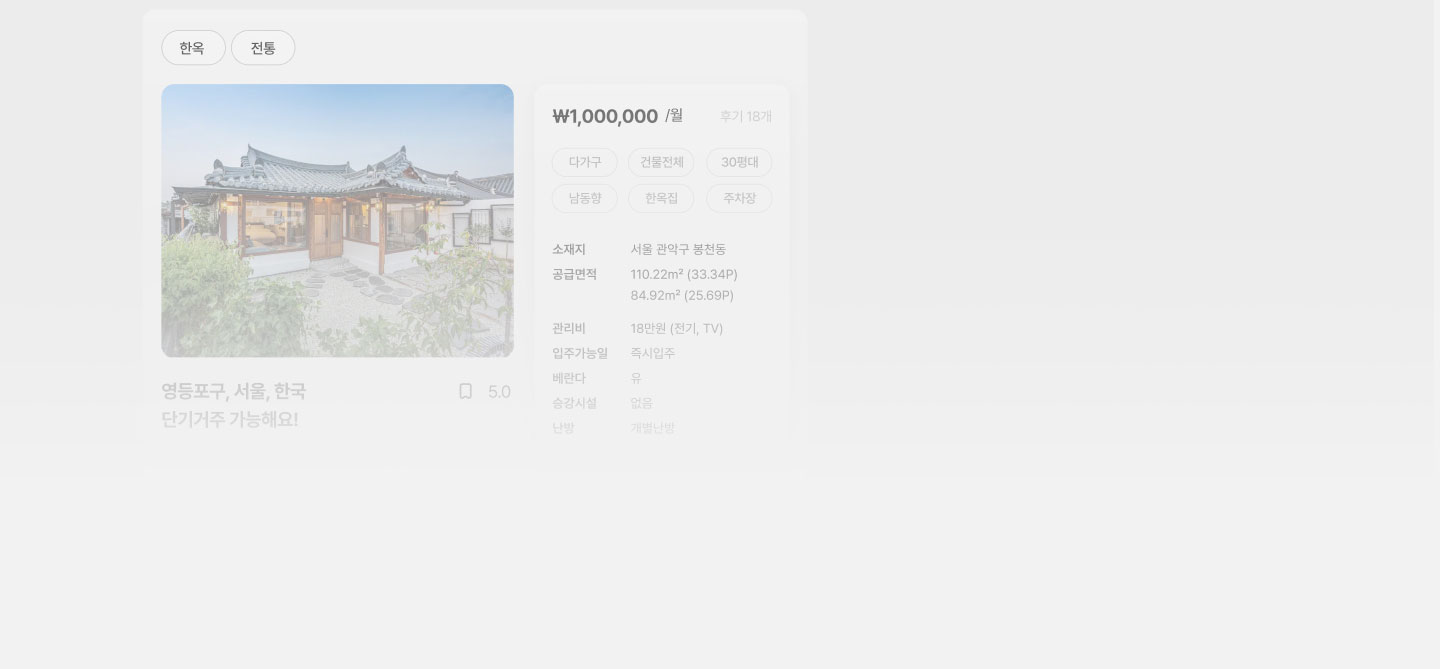 한옥 전통
₩1,000,000 /월 후기 18개
다가구 건물전체 30평대
남동향 한옥집 주차장
소재지 서울 관악구 봉천동
공급면적 110.22m² (33.34P)
84.92m² (25.69P)
관리비 18만원 (전기, TV)
입주가능일 즉시입주
베란다 유
승강시설 없음
난방 개별난방
영등포구, 서울, 한국 5.0
단기거주 가능해요!